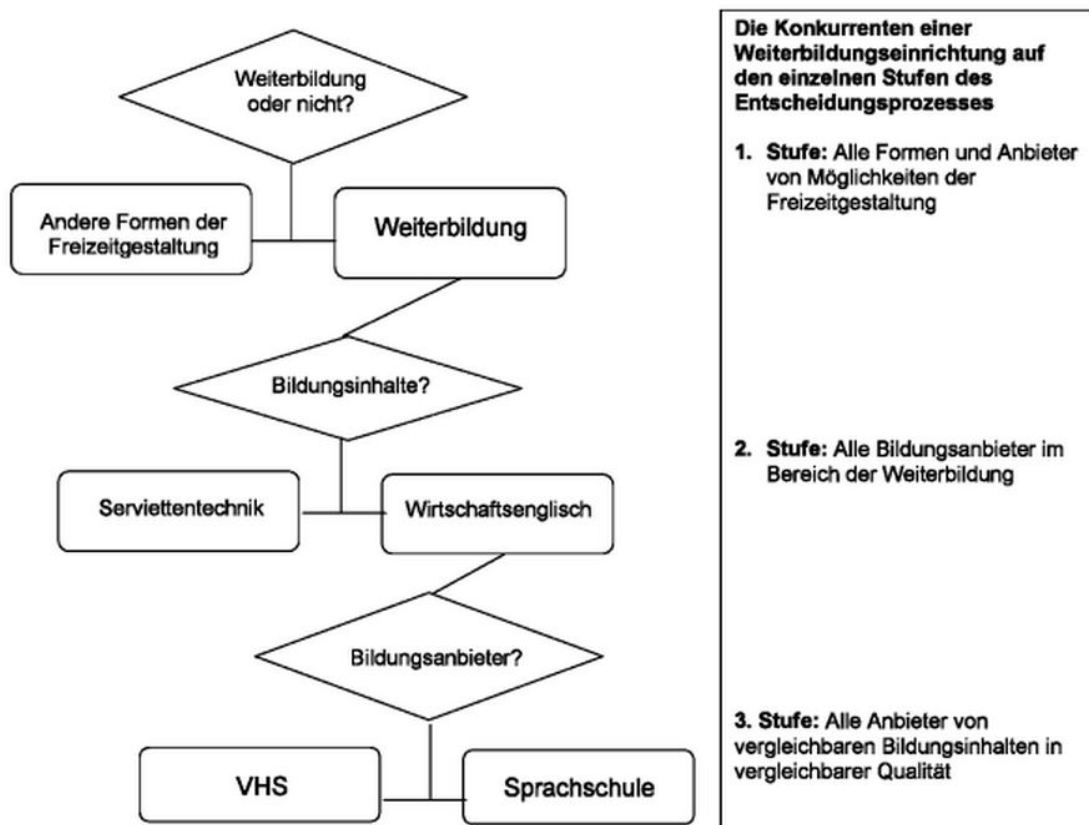 Weiterbildung
oder nicht?
Andere Formen der
Freizeitgestaltung
Weiterbildung
Bildungsinhalte?
Serviettentechnik
Wirtschaftsenglisch
Bildungsanbieter?
VHS
Sprachschule
Die Konkurrenten einer
Weiterbildungseinrichtung auf
den einzelnen Stufen des
Entscheidungsprozesses
1. Stufe: Alle Formen und Anbieter
von Möglichkeiten der
Freizeitgestaltung
2. Stufe: Alle Bildungsanbieter im
Bereich der Weiterbildung
3. Stufe: Alle Anbieter von
vergleichbaren Bildungsinhalten in
vergleichbarer Qualität